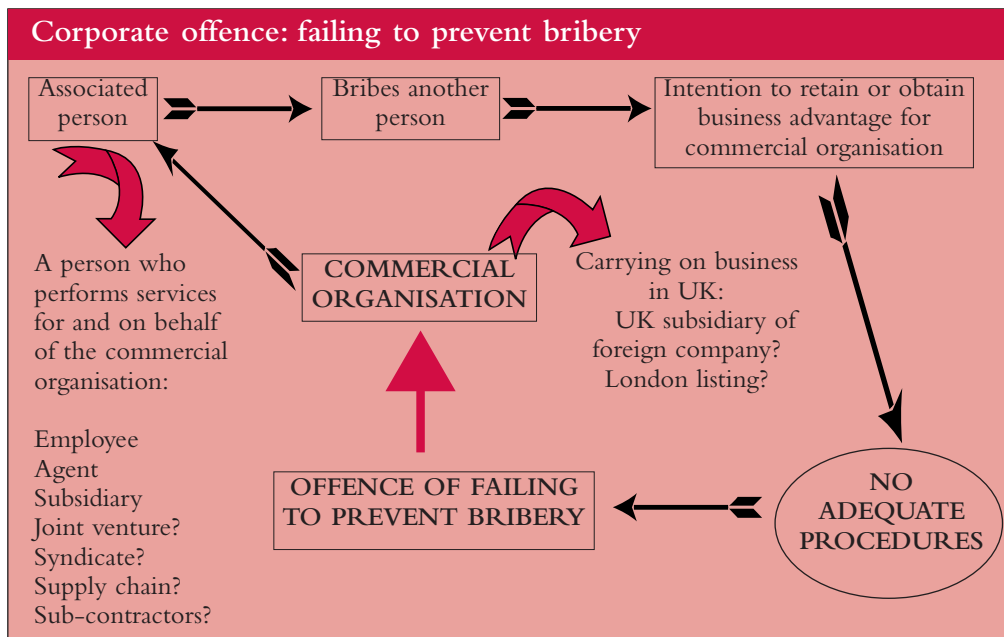 Corporate offence: failing to prevent bribery
Associated
person
Bribes another
person
Intention to retain or obtain
business advantage for
commercial organisation
A person who
performs services
for and on behalf
of the commercial
organisation:
Employee
Agent
Subsidiary
Joint venture?
Syndicate?
Supply chain?
Sub-contractors?
COMMERCIAL
ORGANISATION
Carrying on business
in UK:
UK subsidiary of
foreign company?
London listing?
OFFENCE OF FAILING
TO PREVENT BRIBERY
NO
ADEQUATE
PROCEDURES